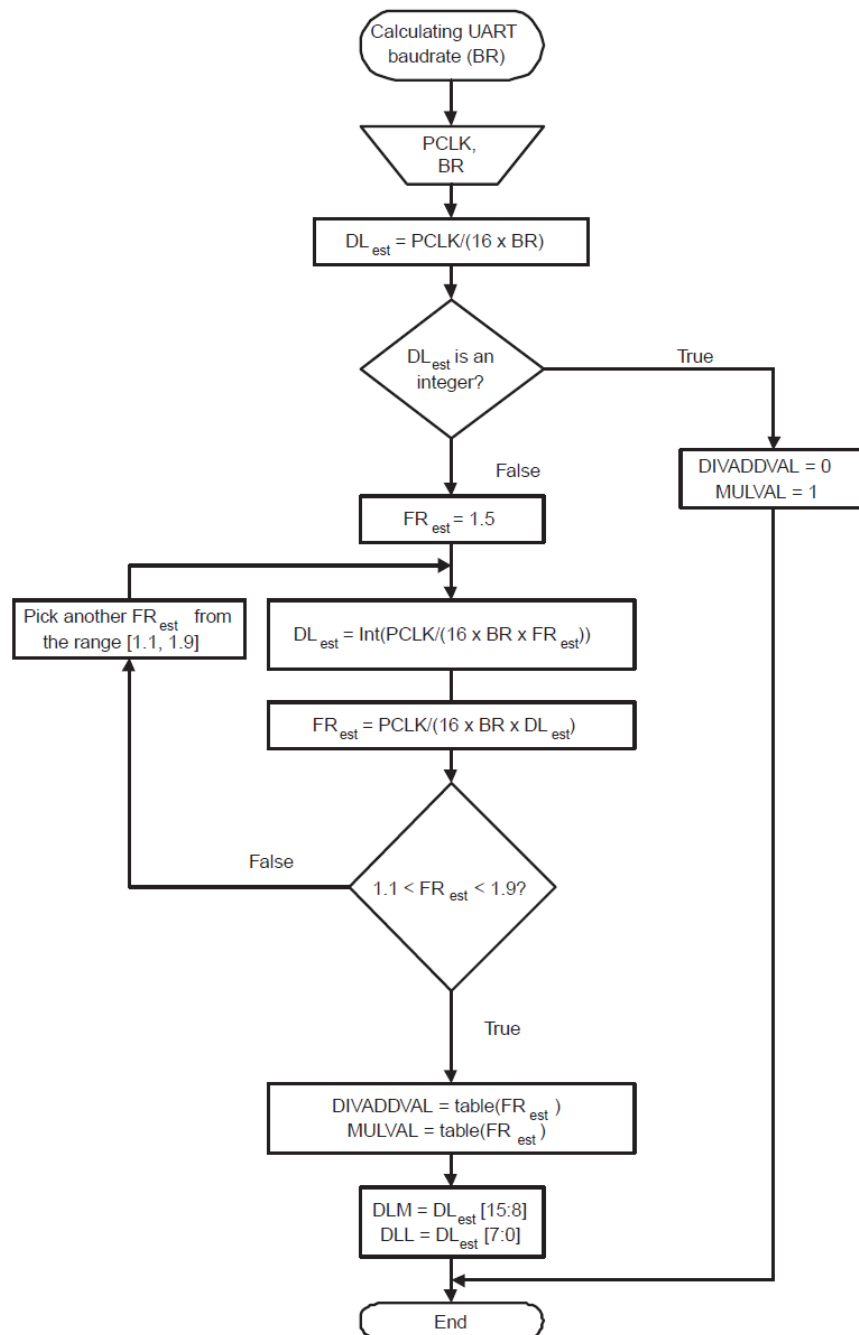 Calculating UART
baudrate (BR)
PCLK,
BR
DL est = PCLK/(16 x BR)
DL est is an
integer?
True
False
DIVADDVAL = 0
MULVAL = 1
FR est = 1.5
Pick another FR est from
the range [1.1, 1.9]
DL est = Int(PCLK/(16 x BR x FR est))
FR est = PCLK/(16 x BR x DL est)
False
1.1 < FR est < 1.9?
True
DIVADDVAL = table(FR est )
MULVAL = table(FR est )
DLM = DL est [15:8]
DLL = DL est [7:0]
End